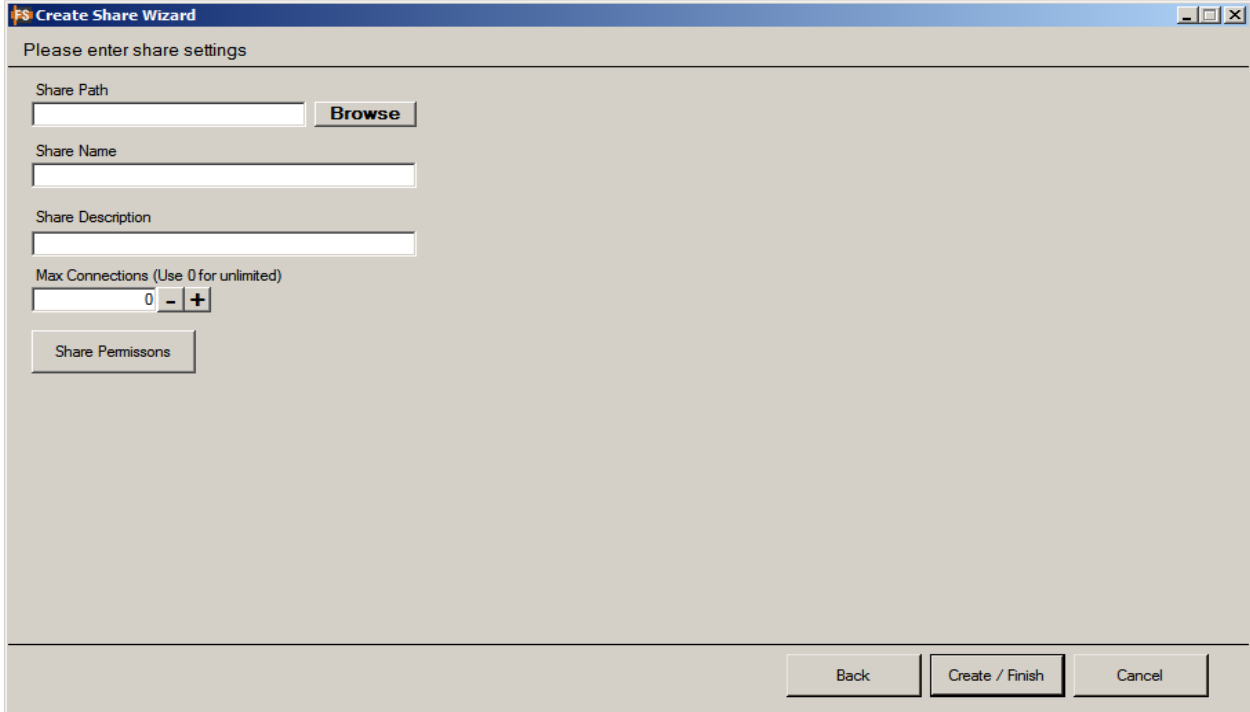 FS Create Share Wizard
Please enter share settings
Share Path
Browse
Share Name
Share Description
Max Connections (Use 0 for unlimited)
0 - +
Share Permissons
Back Create / Finish Cancel